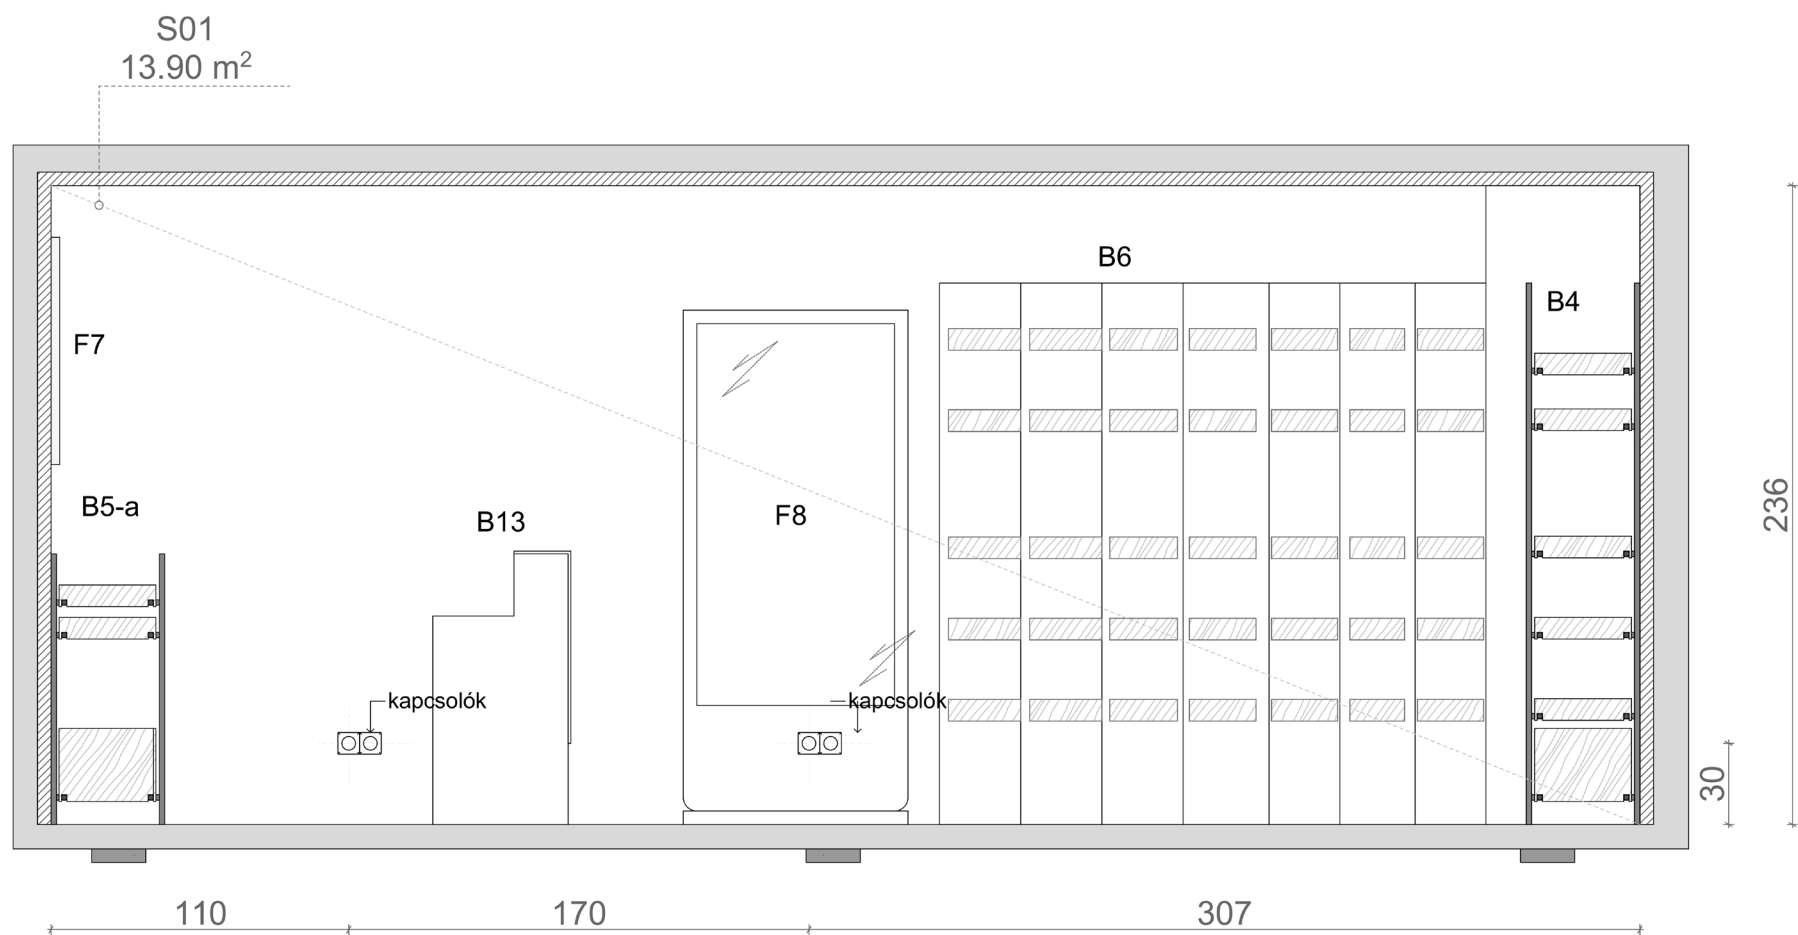 S01
13.90 m²
B6
B4
F7
B5-a
B13
F8
236
kapcsolók
kapcsolók
30
110
170
307